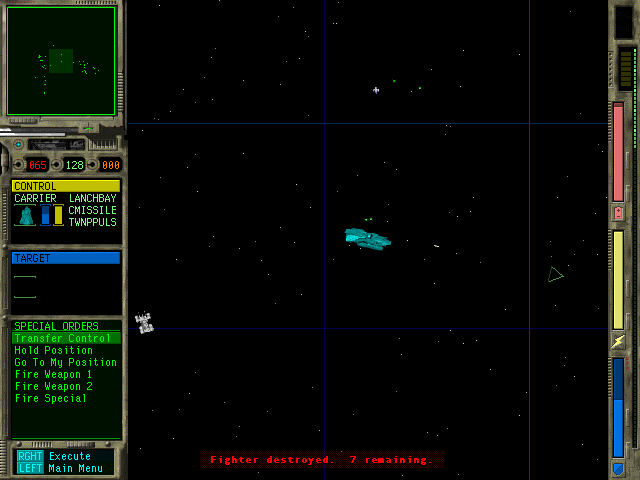 065 128 000
CONTROL
CARRIER LANCHBAY
CMISSILE
TWNPPULS
TARGET
SPECIAL ORDERS
Transfer Control
Hold Position
Go To My Position
Fire Weapon 1
Fire Weapon 2
Fire Special
RGHT Execute
LEFT Main Menu
Fighter destroyed. 7 remaining.